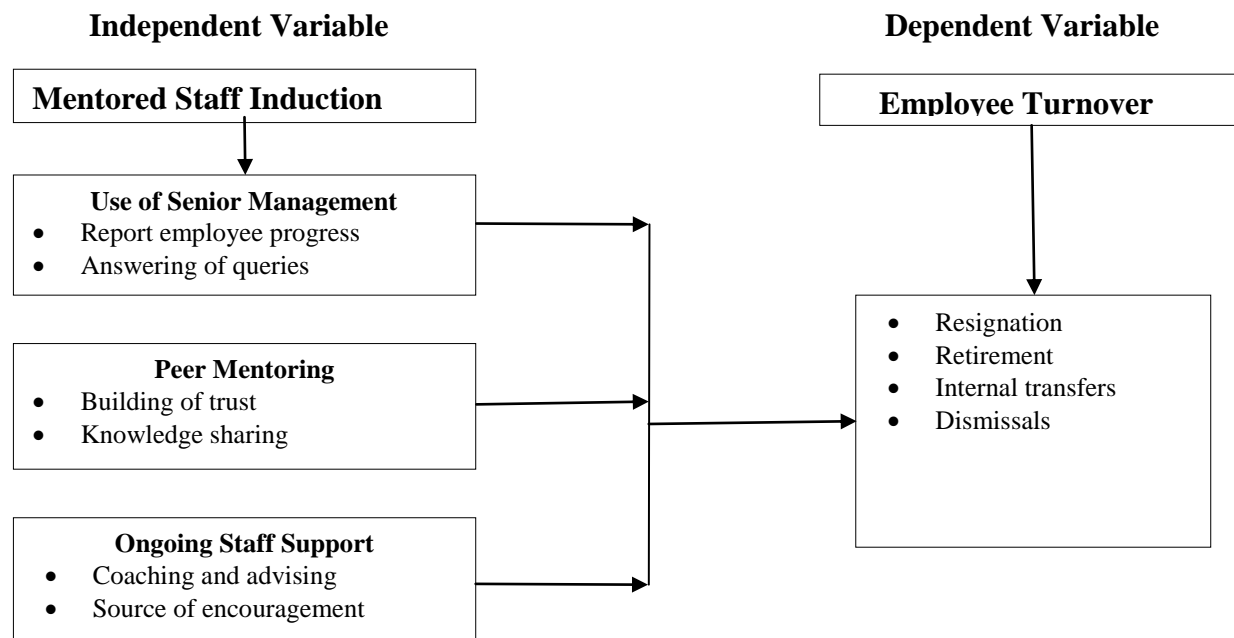 Independent Variable
Dependent Variable
Mentored Staff Induction
Employee Turnover
Use of Senior Management
• Report employee progress
• Answering of queries
Peer Mentoring
• Building of trust
• Knowledge sharing
Ongoing Staff Support
• Coaching and advising
• Source of encouragement
• Resignation
• Retirement
• Internal transfers
• Dismissals